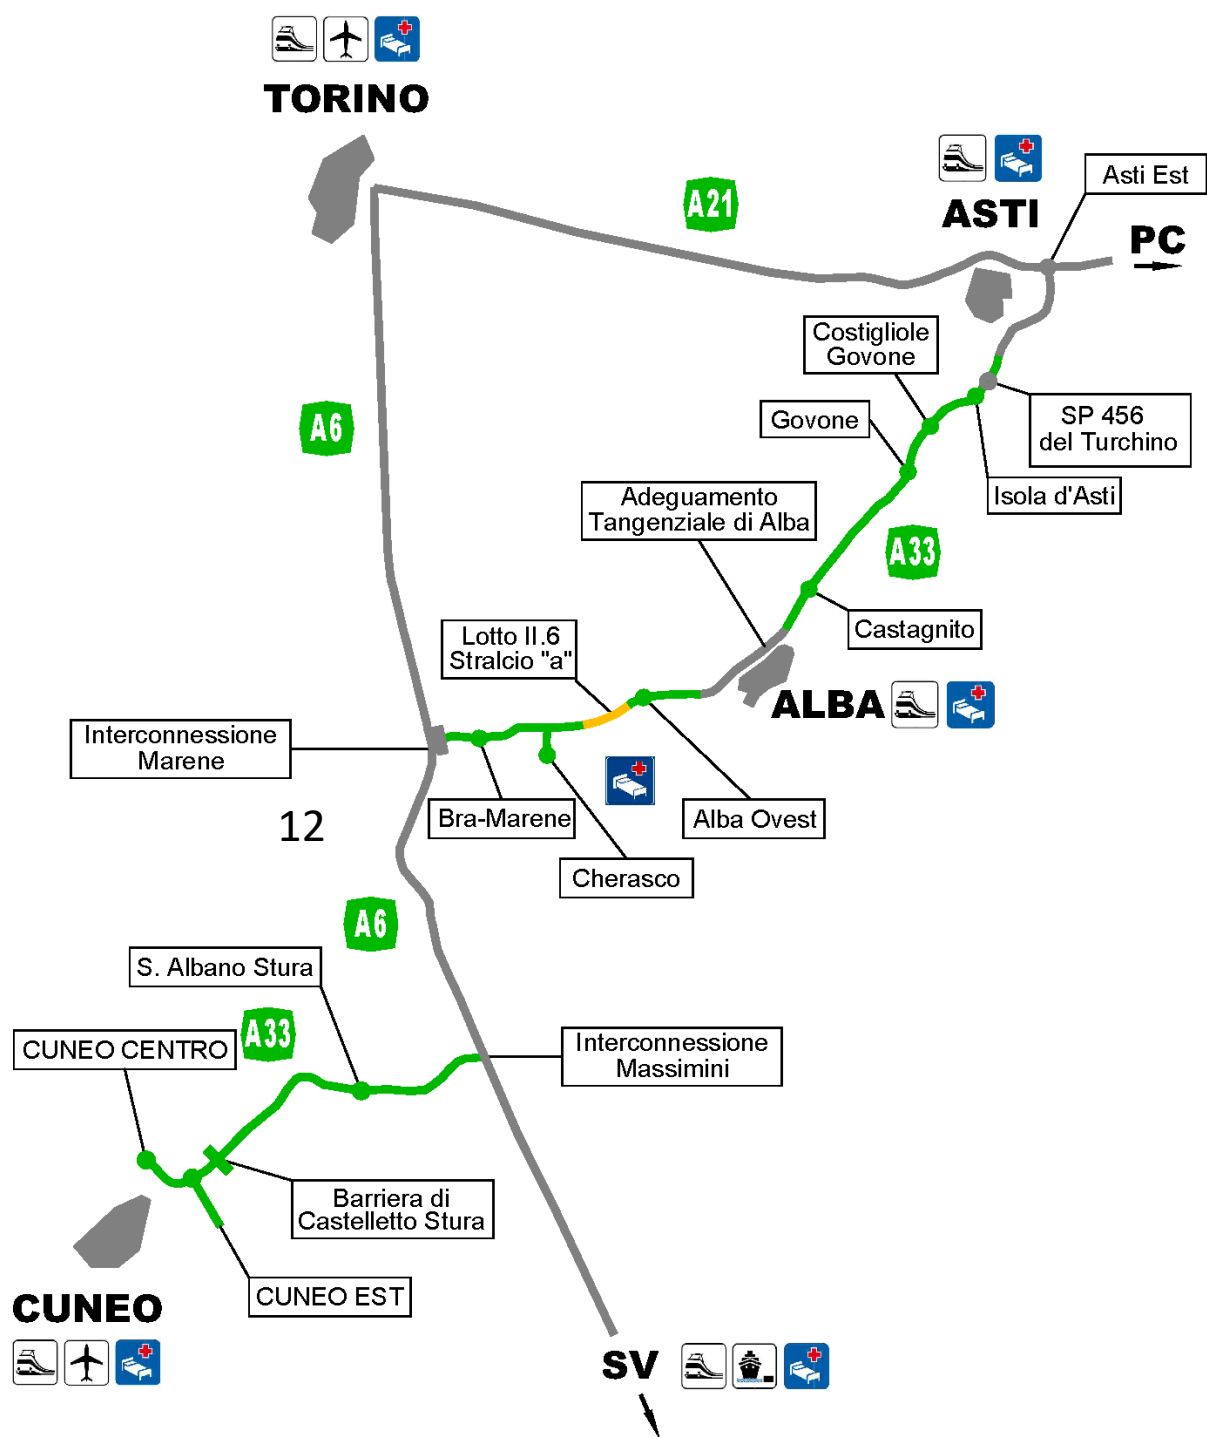 TORINO
ASTI
Asti Est
A21
PC
Costigliole
Govone
SP 456
del Turchino
A6
Govone
Isola d'Asti
Adeguamento
Tangenziale di Alba
A33
Castagnito
Lotto II.6
Stralcio "a"
ALBA
Interconnessione
Marene
Bra-Marene
Alba Ovest
12
Cherasco
A6
S. Albano Stura
A33
CUNEO CENTRO
Interconnessione
Massimini
Barriera di
Castelletto Stura
CUNEO EST
CUNEO
SV